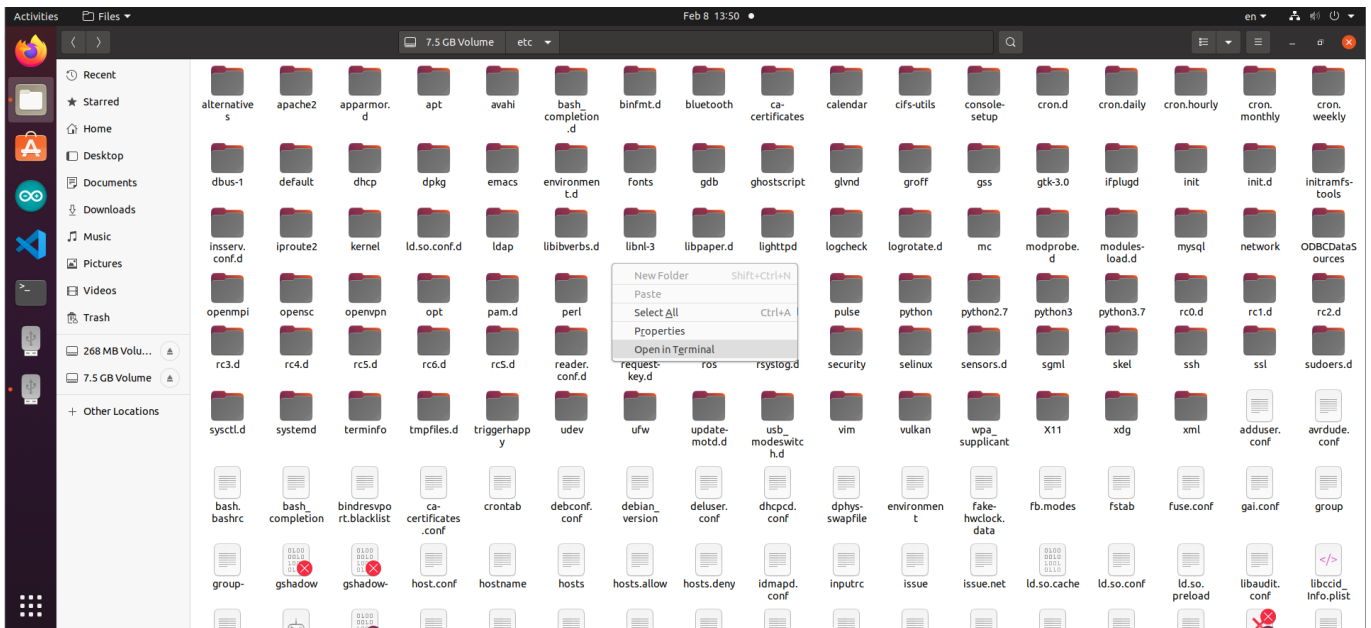 Activities
Files
Feb 8 13:50
en
7.5 GB Volume
etc
Recent
Starred
Home
Desktop
Documents
Downloads
Music
Pictures
Videos
Trash
268 MB Volu...
7.5 GB Volume
+ Other Locations
alternative
s
apache2
apparmor.
d
apt
avahi
bash_
completion
.d
binfmt.d
bluetooth
ca-
certificates
calendar
cifs-utils
console-
setup
cron.d
cron.daily
cron.hourly
cron.
monthly
cron.
weekly
dbus-1
default
dhcp
dpkg
emacs
environmen
t.d
fonts
gdb
ghostscript
glvnd
groff
gss
gtk-3.0
ifplugd
init
init.d
initramfs-
tools
insserv.
conf.d
iproute2
kernel
ld.so.conf.d
ldap
libibverbs.d
libnl-3
libpaper.d
lighttpd
logcheck
logrotate.d
mc
modprobe.
d
modules-
load.d
mysql
network
ODBCDataS
ources
openmpi
opensc
openvpn
opt
pam.d
perl
pulse
python
python2.7
python3
python3.7
rc0.d
rc1.d
rc2.d
New Folder Shift+Ctrl+N
Paste
Select All Ctrl+A
Properties
Open in Terminal
rc3.d
rc4.d
rc5.d
rc6.d
rcS.d
reader.
conf.d
request-
key.d
ros
rsyslog.d
security
selinux
sensors.d
sgml
skel
ssh
ssl
sudoers.d
sysctl.d
systemd
terminfo
tmpfiles.d
triggerhapp
y
udev
ufw
update-
motd.d
usb_
modeswitc
h.d
vim
vulkan
wpa_
supplicant
X11
xdg
xml
adduser.
conf
avrdude.
conf
bash.
bashrc
bash_
completion
bindresvpo
rt.blacklist
ca-
certificates
.conf
crontab
debconf.
conf
debian_
version
deluser.
conf
dhcpcd.
conf
dphys-
swapfile
environmen
t
fake-
hwclock.
data
fb.modes
fstab
fuse.conf
gai.conf
group
group-
gshadow
gshadow-
host.conf
hostname
hosts
hosts.allow
hosts.deny
idmapd.
conf
inputrc
issue
issue.net
ld.so.cache
ld.so.conf
ld.so.
preload
libaudit.
conf
libccid_
Info.plist